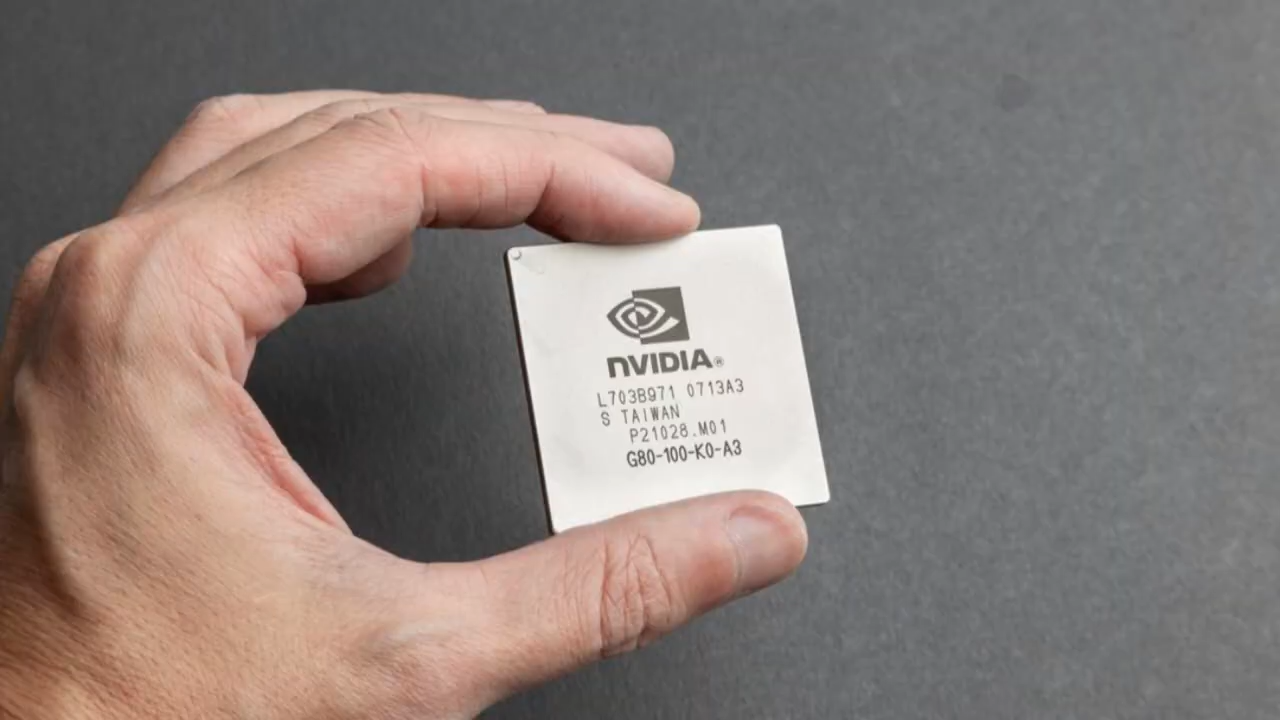 NVIDIA®
L703B971 0713A3
S TAIWAN
P21028.M01
G80-100-K0-A3